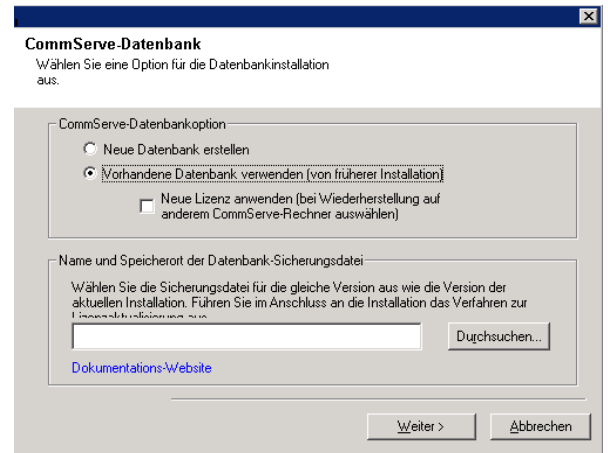 CommServe-Datenbank
Wählen Sie eine Option für die Datenbankinstallation
aus.
CommServe-Datenbankoption
Neue Datenbank erstellen
Vorhandene Datenbank verwenden (von früherer Installation)
Neue Lizenz anwenden (bei Wiederherstellung auf
anderem CommServe-Rechner auswählen)
Name und Speicherort der Datenbank-Sicherungsdatei
Wählen Sie die Sicherungsdatei für die gleiche Version aus wie die Version der
aktuellen Installation. Führen Sie im Anschluss an die Installation das Verfahren zur
Lizenzaktualisierung aus
Durchsuchen...
Dokumentations-Website
Weiter >
Abbrechen